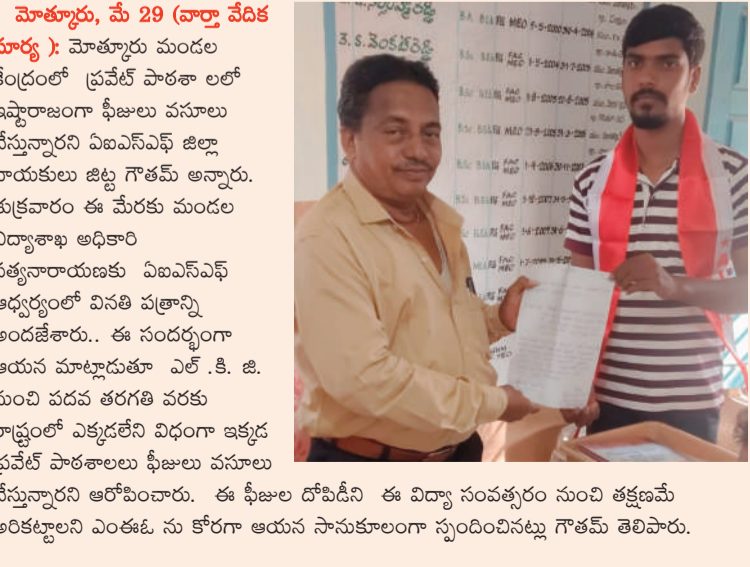 మోత్కూరు, మే 29 (వార్తా వేదిక
సూర్య ): మోత్కూరు మండల
కేంద్రంలో ప్రవేట్ పాఠశా లలో
ఇష్టారాజంగా ఫీజులు వసూలు
చేస్తున్నారని ఏఐఎస్ఎఫ్ జిల్లా
నాయకులు జిట్ట గౌతమ్ అన్నారు.
శుక్రవారం ఈ మేరకు మండల
విద్యాశాఖ అధికారి
సత్యనారాయణకు ఏఐఎస్ఎఫ్
ఆధ్వర్యంలో వినతి పత్రాన్ని
అందజేశారు.. ఈ సందర్భంగా
ఆయన మాట్లాడుతూ ఎల్ .కి. జి.
నుంచి పదవ తరగతి వరకు
రాష్ట్రంలో ఎక్కడలేని విధంగా ఇక్కడ
ప్రవేట్ పాఠశాలలు ఫీజులు వసూలు
చేస్తున్నారని ఆరోపించారు. ఈ ఫీజుల దోపిడీని ఈ విద్యా సంవత్సరం నుంచి తక్షణమే
అరికట్టాలని ఎంఈఓ ను కోరగా ఆయన సానుకూలంగా స్పందించినట్లు గౌతమ్ తెలిపారు.
3. S. వెంకటరెడ్డి